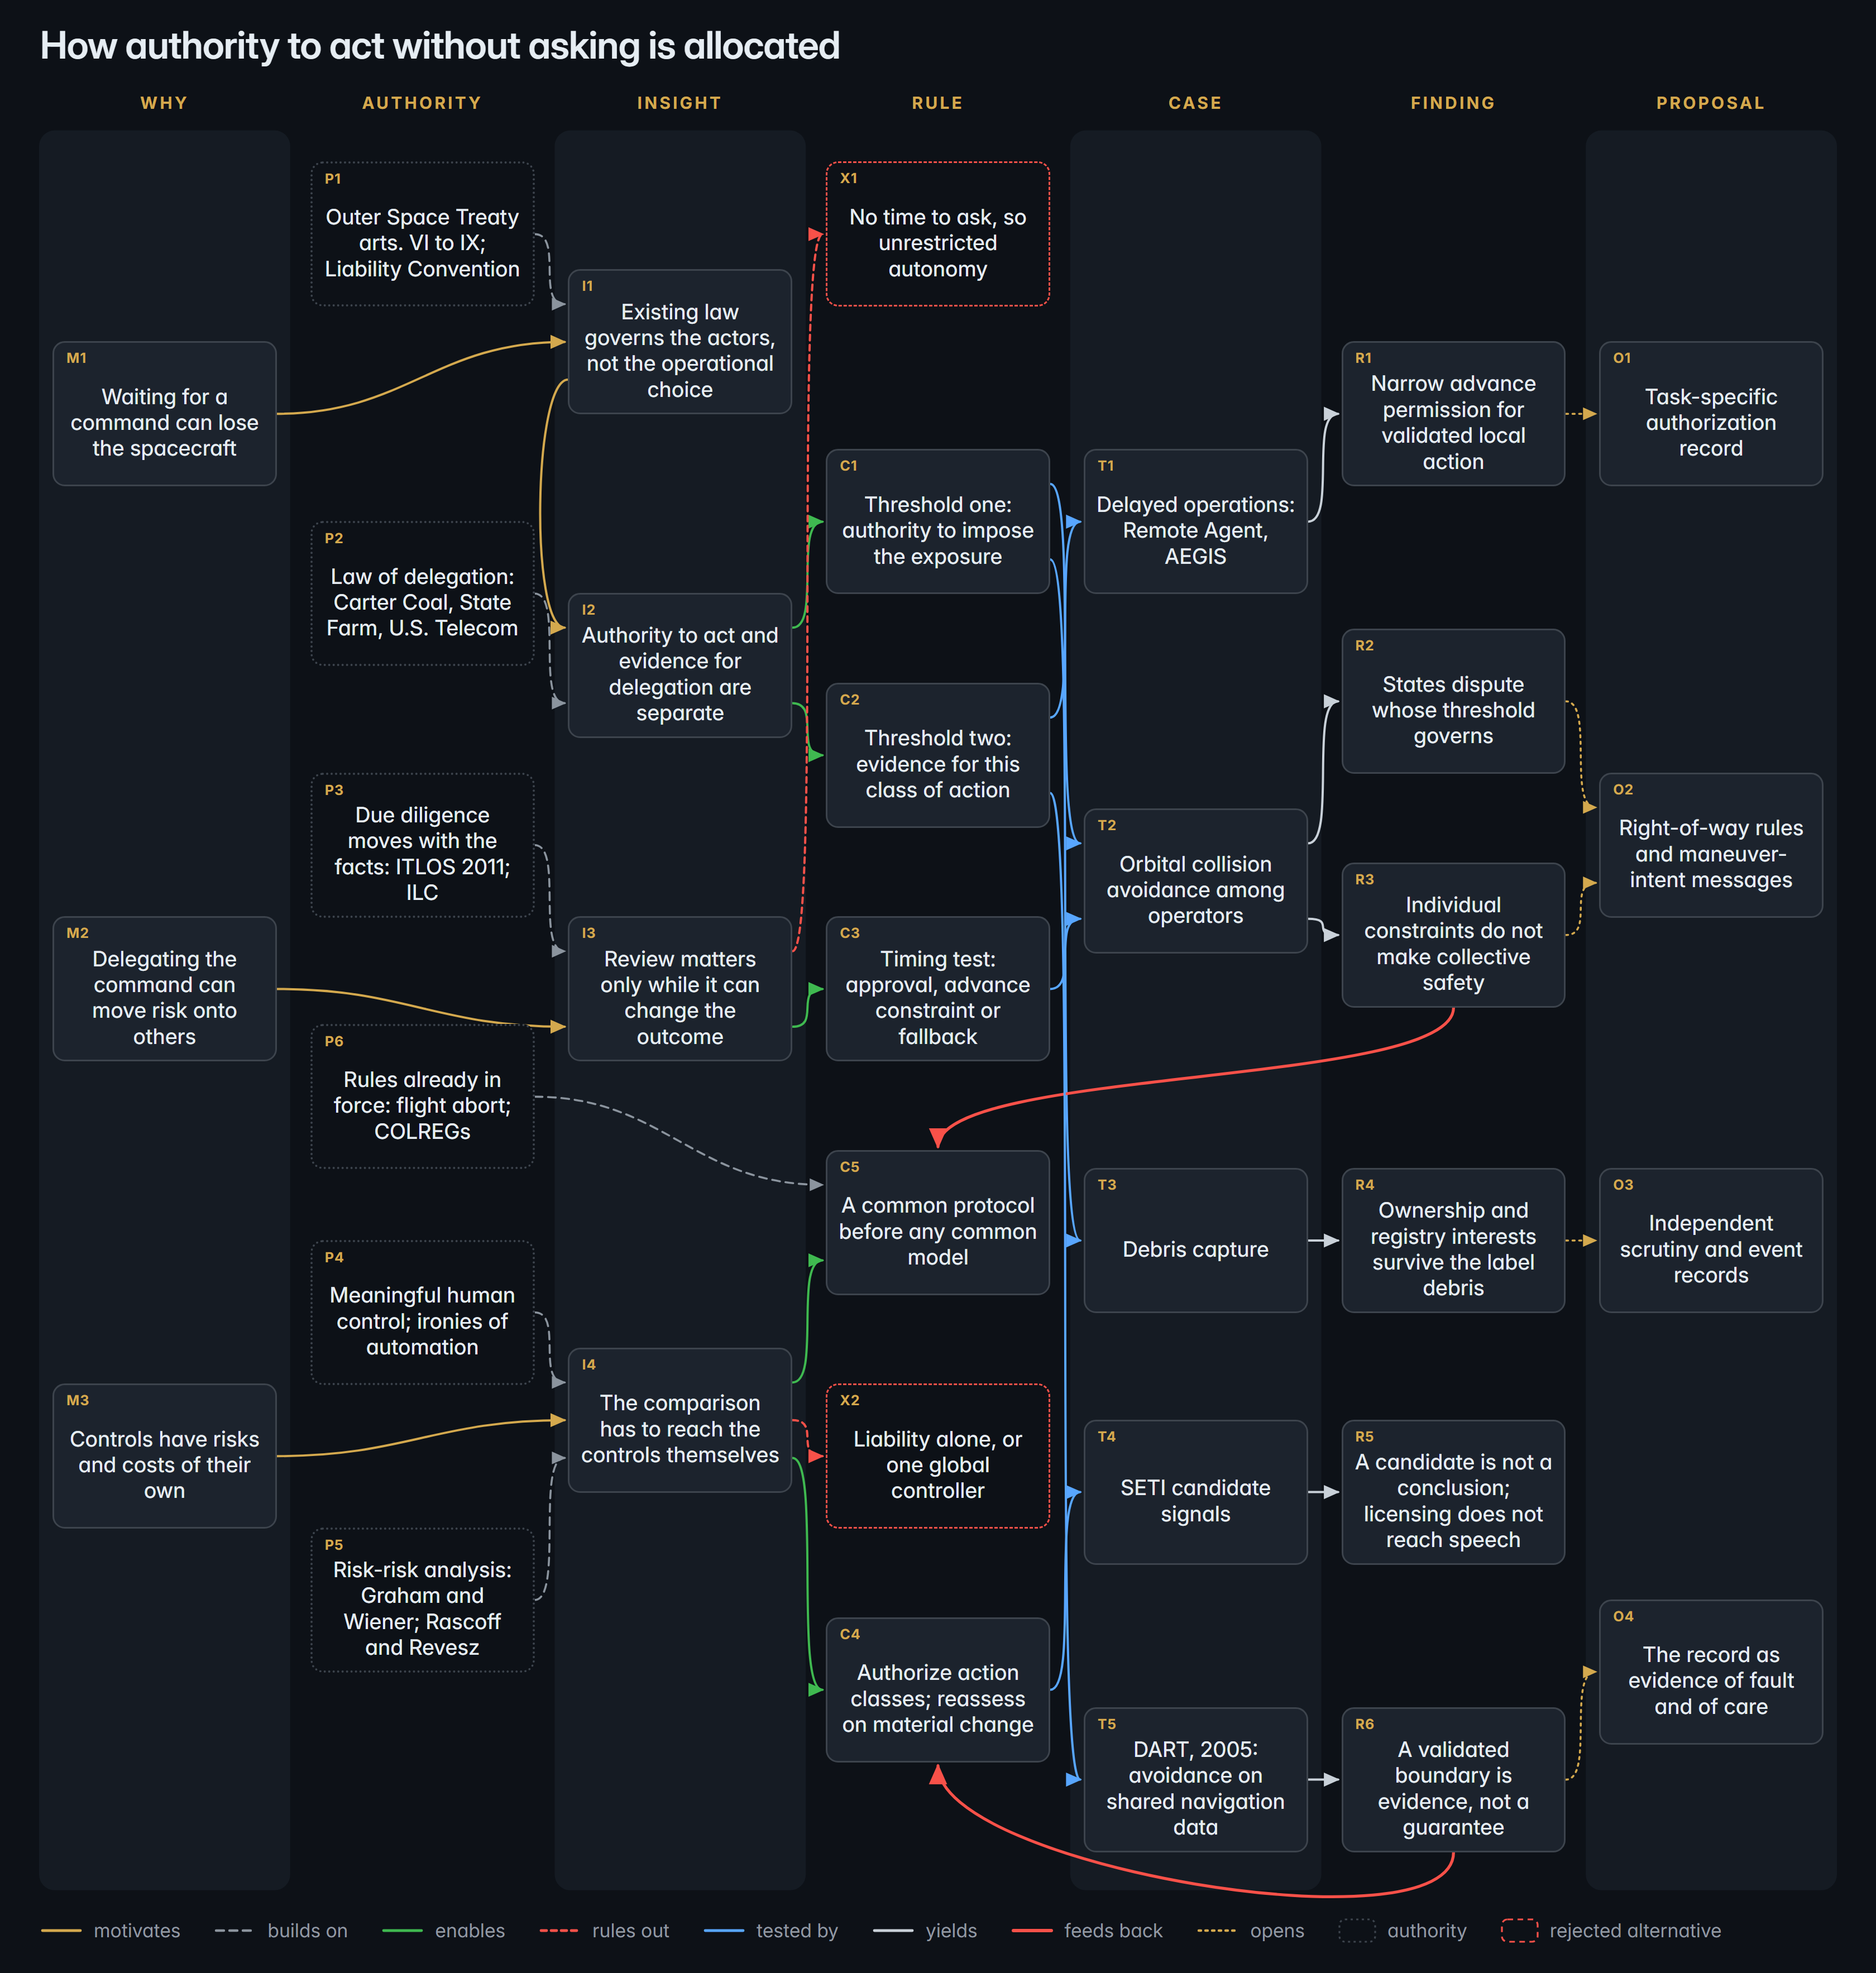 How authority to act without asking is allocated
WHY
AUTHORITY
INSIGHT
RULE
CASE
FINDING
PROPOSAL
M1
Waiting for a
command can lose
the spacecraft
M2
Delegating the
command can
move risk onto
others
M3
Controls have risks
and costs of their
own
P1
Outer Space Treaty
arts. VI to IX;
Liability Convention
P2
Law of delegation:
Carter Coal, State
Farm, U.S. Telecom
P3
Due diligence
moves with the
facts: ITLOS 2011;
ILC
P6
Rules already in
force: flight abort;
COLREGs
P4
Meaningful human
control; ironies of
automation
P5
Risk-risk analysis:
Graham and
Wiener; Rascoff
and Revesz
I1
Existing law
governs the actors,
not the operational
choice
I2
Authority to act and
evidence for
delegation are
separate
I3
Review matters
only while it can
change the
outcome
I4
The comparison
has to reach the
controls themselves
X1
No time to ask, so
unrestricted
autonomy
C1
Threshold one:
authority to impose
the exposure
C2
Threshold two:
evidence for this
class of action
C3
Timing test:
approval, advance
constraint or
fallback
C5
A common protocol
before any common
model
X2
Liability alone, or
one global
controller
C4
Authorize action
classes; reassess
on material change
T1
Delayed operations:
Remote Agent,
AEGIS
T2
Orbital collision
avoidance among
operators
T3
Debris capture
T4
SETI candidate
signals
T5
DART, 2005:
avoidance on
shared navigation
data
R1
Narrow advance
permission for
validated local
action
R2
States dispute
whose threshold
governs
R3
Individual
constraints do not
make collective
safety
R4
Ownership and
registry interests
survive the label
debris
R5
A candidate is not a
conclusion;
licensing does not
reach speech
R6
A validated
boundary is
evidence, not a
guarantee
O1
Task-specific
authorization
record
O2
Right-of-way rules
and maneuver-
intent messages
O3
Independent
scrutiny and event
records
O4
The record as
evidence of fault
and of care
motivates
builds on
enables
rules out
tested by
yields
feeds back
opens
authority
rejected alternative